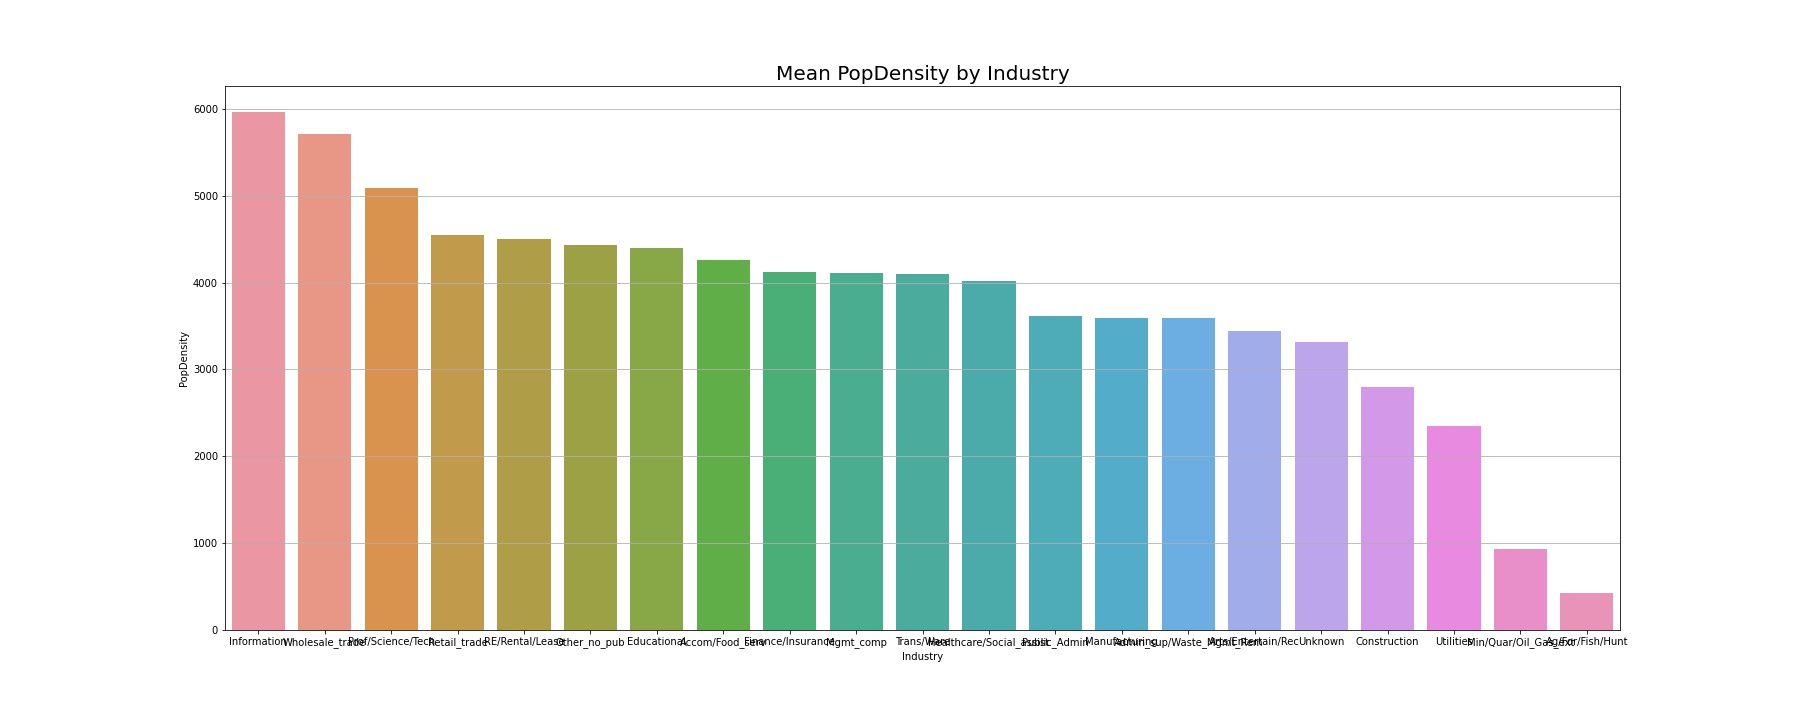 Mean PopDensity by Industry
6000
5000
4000
3000
2000
1000
0
PopDensity
Information
Wholesale_trade
Prof/Science/Tech
Retail_trade
RE/Rental/Lease
Other_no_pub
Educational
Accom/Food_serv
Finance/Insurance
Mgmt_comp
Trans/Ware
Healthcare/Social_assist
Public_Admin
Manufacturing
Admin_sup/Waste_Mgmt_Rem
Arts/Entertain/Rec
Unknown
Construction
Utilities
Min/Quar/Oil_Gas_ext
Ag/For/Fish/Hunt
Industry